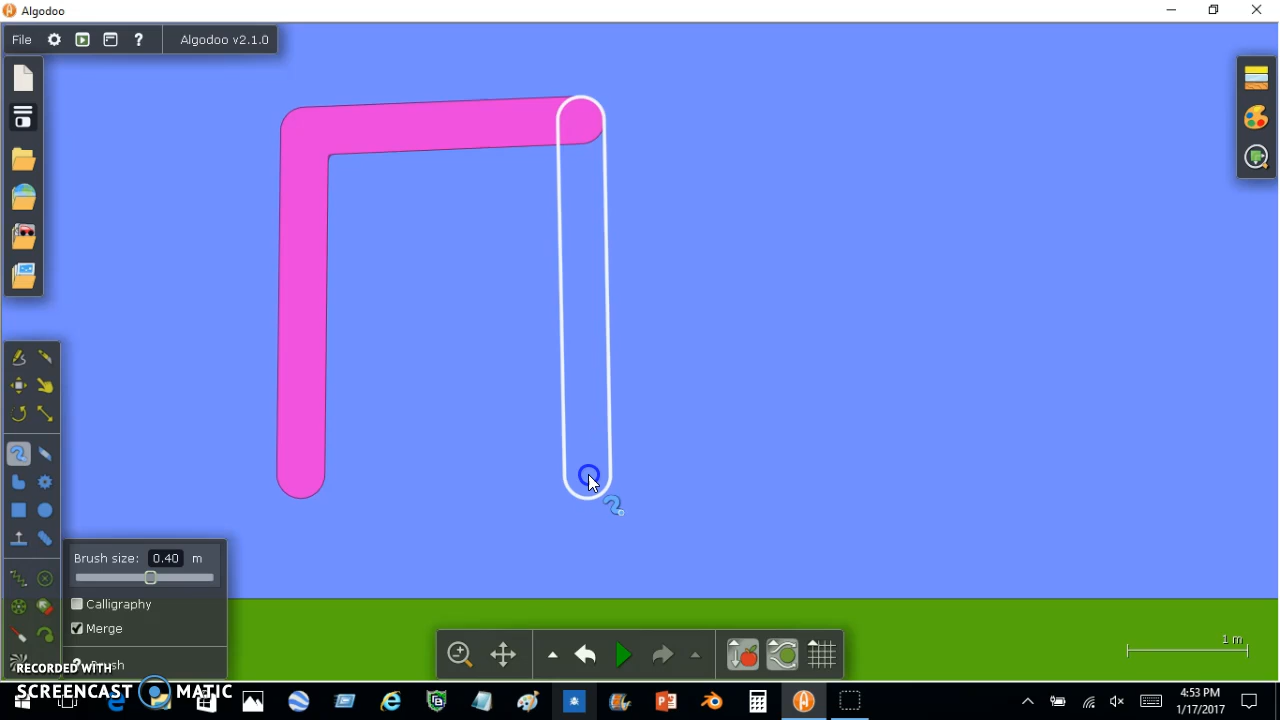 Algodoo
File
?
Algodoo v2.1.0
Brush size: 0.40 m
Calligraphy
Merge
1 m
RECORDED WITH
SCREENCAST MATIC
4:53 PM
1/17/2017